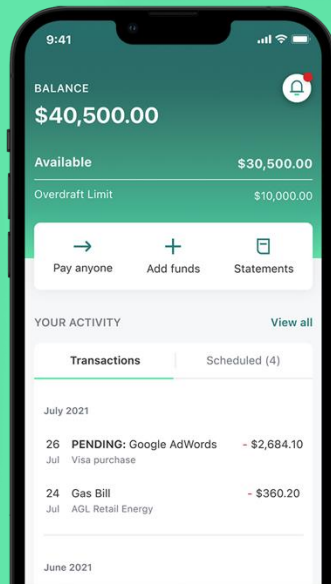 9:41
BALANCE
$40,500.00
Available $30,500.00
Overdraft Limit $10,000.00
Pay anyone Add funds Statements
YOUR ACTIVITY View all
Transactions Scheduled (4)
July 2021
26 PENDING: Google AdWords - $2,684.10
Jul Visa purchase
24 Gas Bill - $360.20
Jul AGL Retail Energy
June 2021